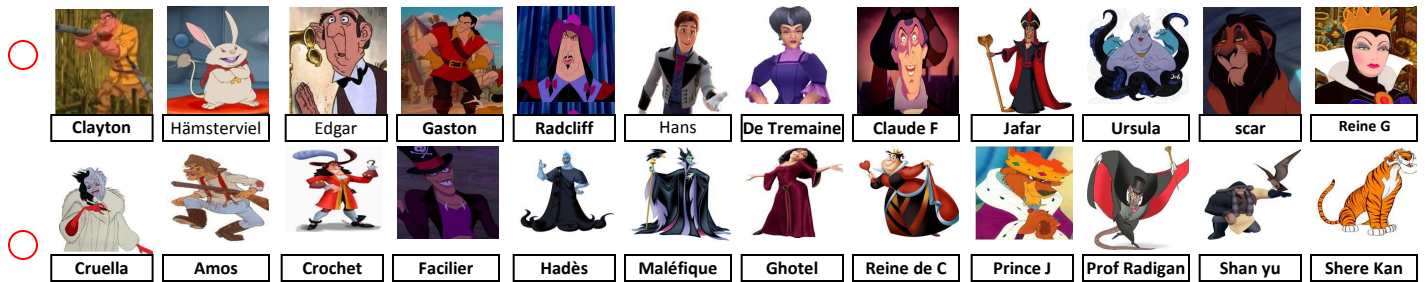 Clayton Hämsterviel Edgar Gaston Radcliff Hans De Tremaine Claude F Jafar Ursula scar Reine G
Cruella Amos Crochet Facilier Hadès Maléfique Ghotel Reine de C Prince J Prof Radigan Shan yu Shere Kan